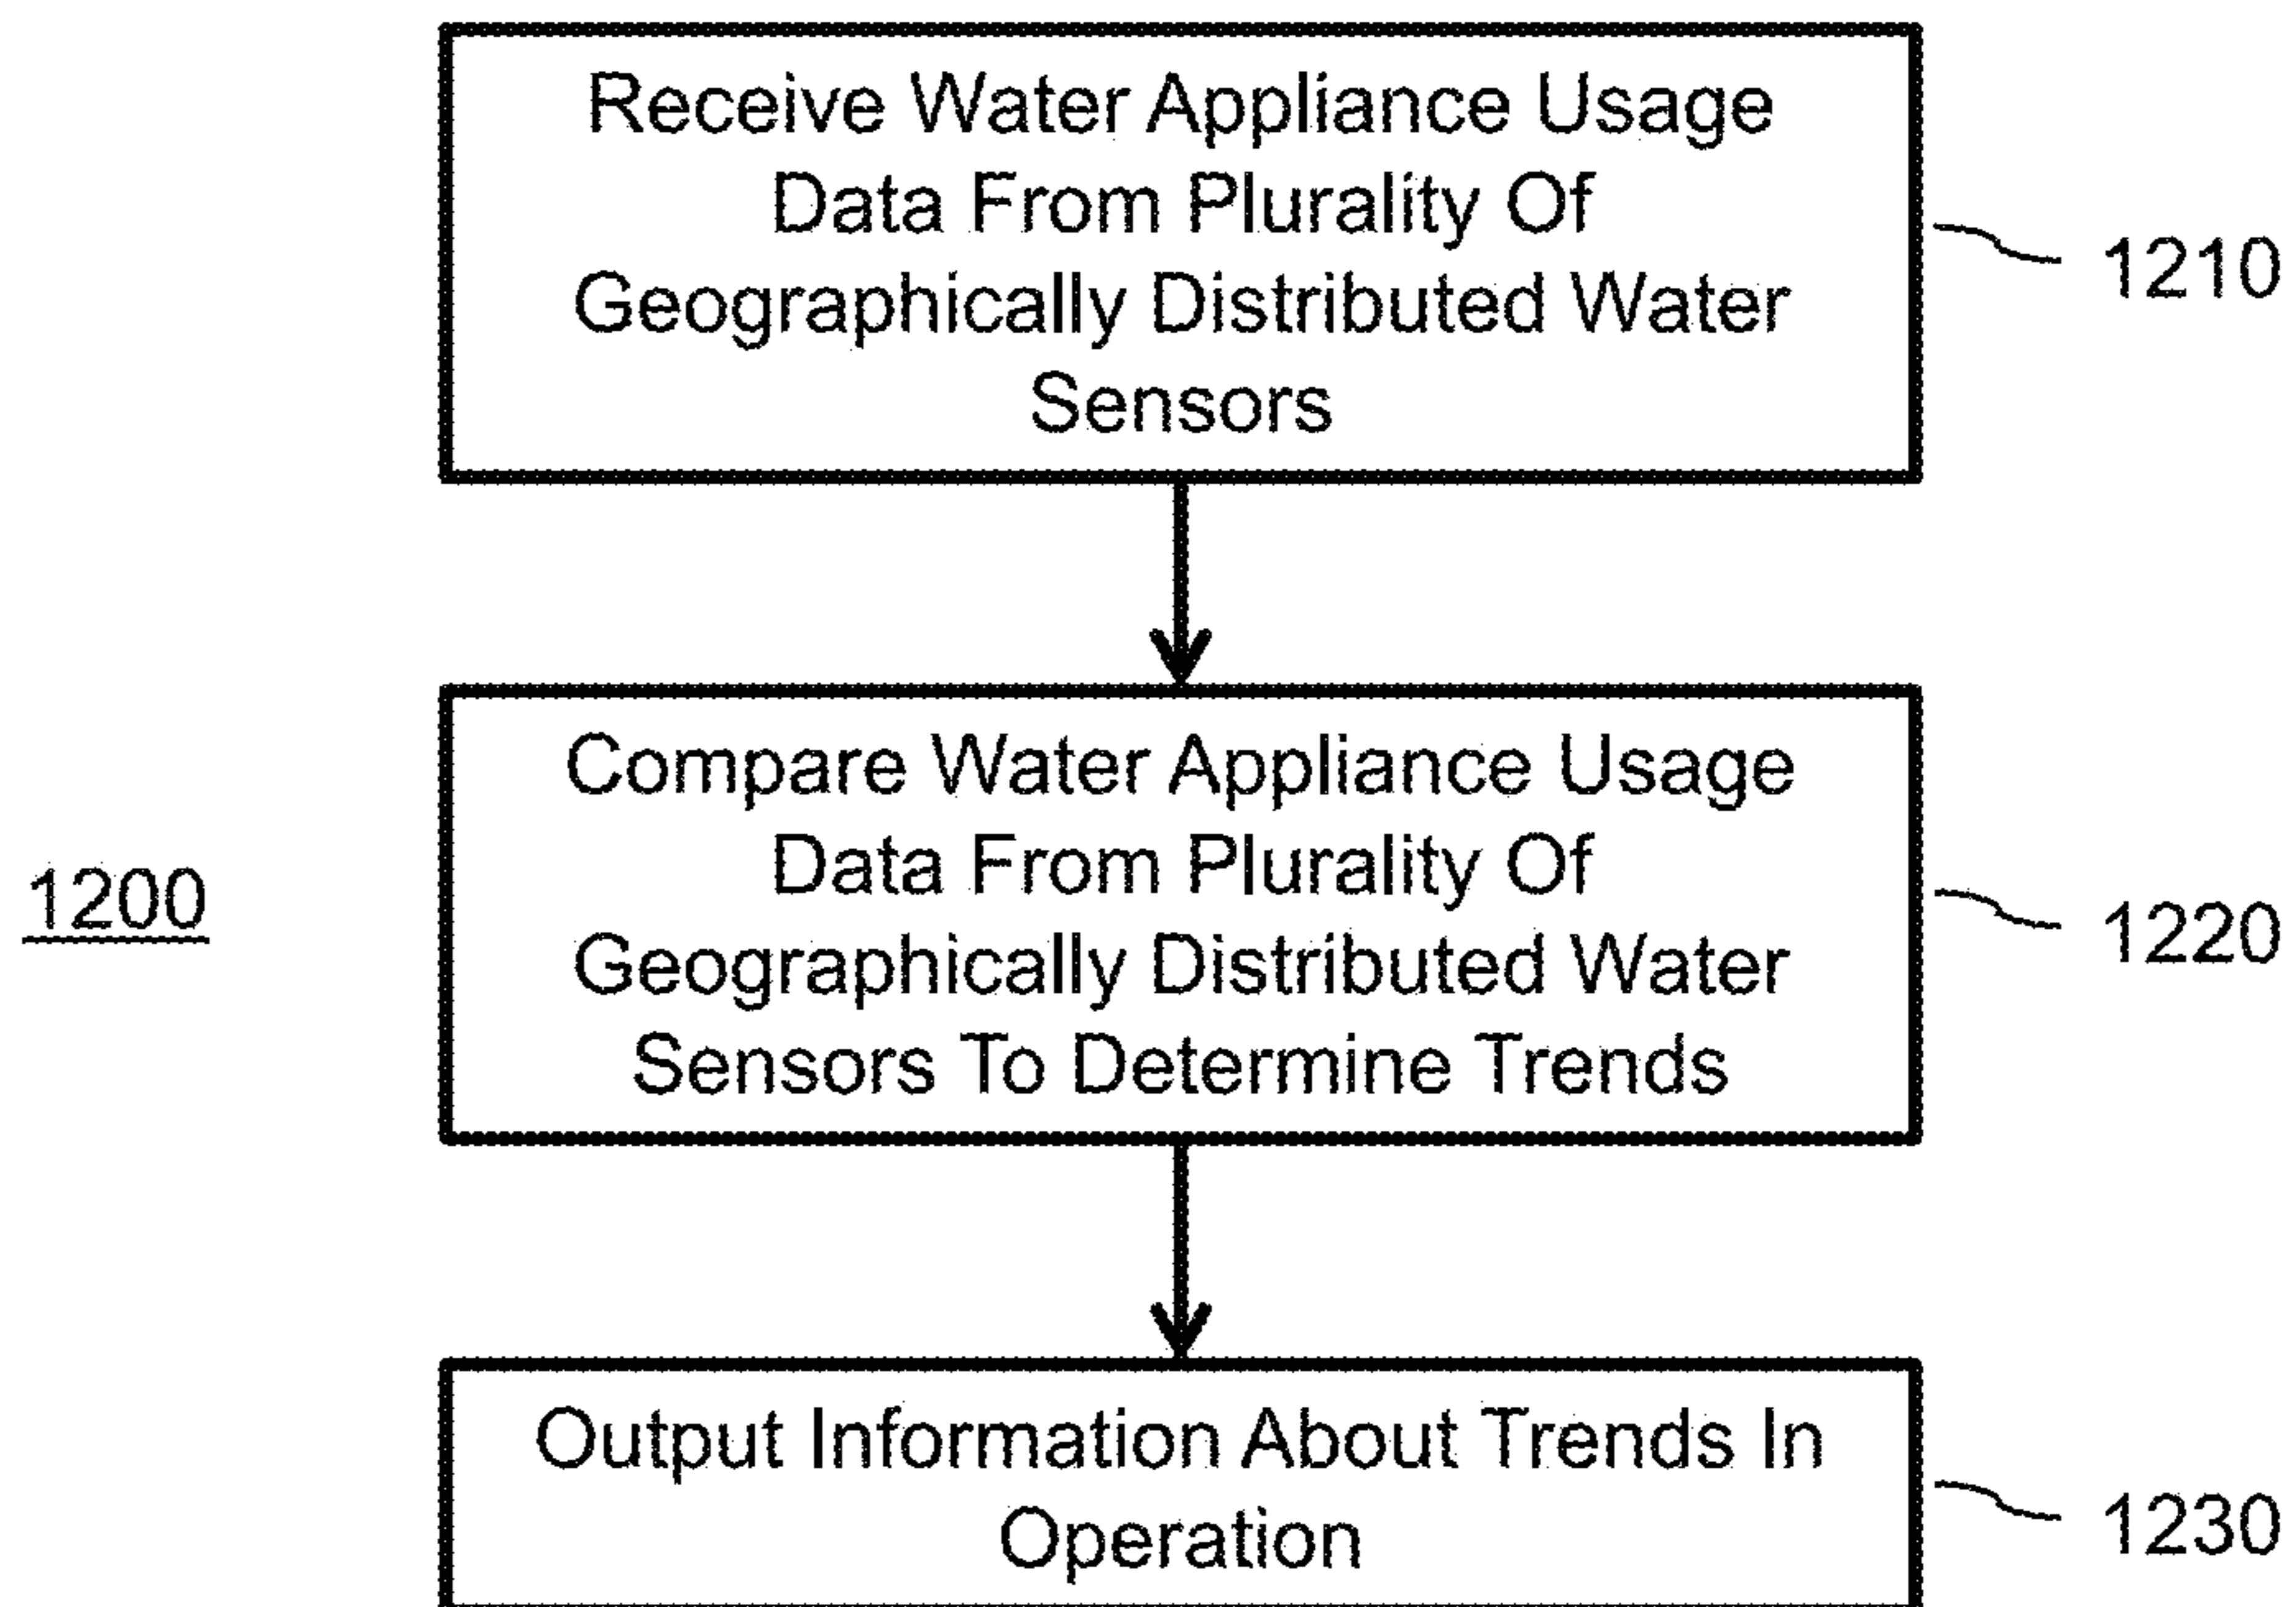 Receive Water Appliance Usage
Data From Plurality Of
Geographically Distributed Water
Sensors
1210
Compare Water Appliance Usage
Data From Plurality Of
Geographically Distributed Water
Sensors To Determine Trends
1200
1220
Output Information About Trends In
Operation
1230